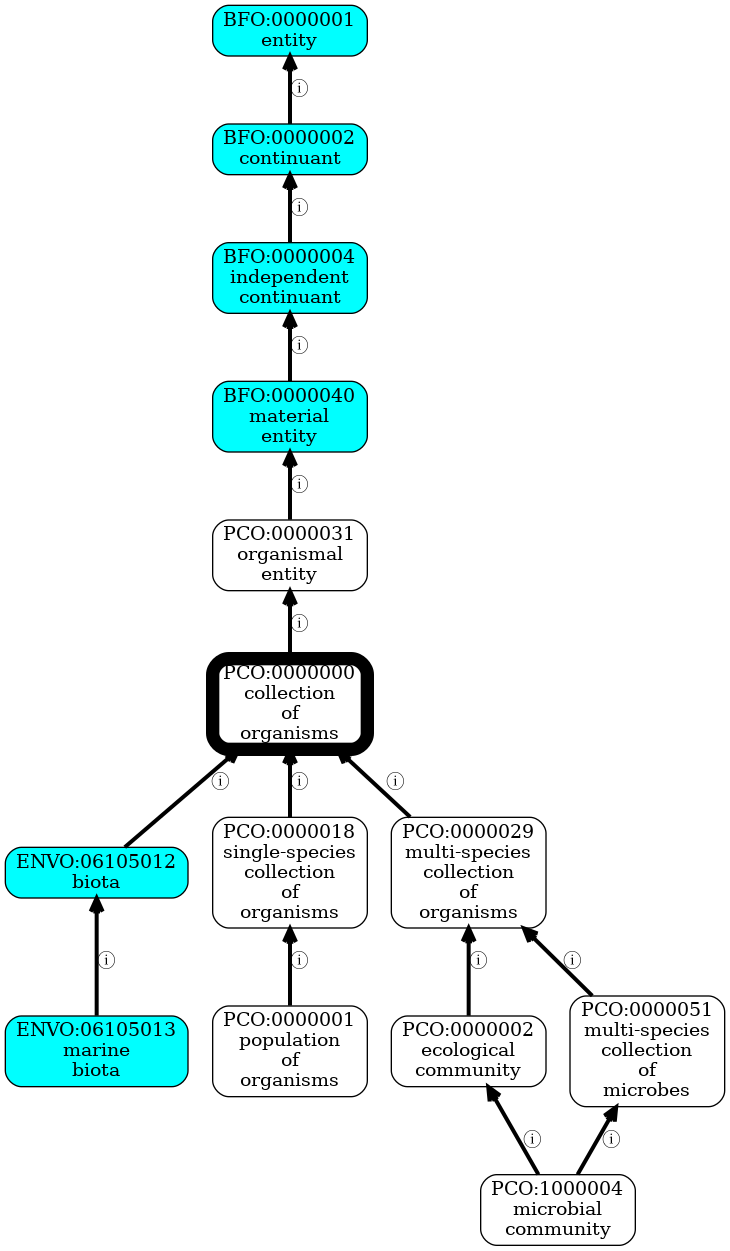 BFO:0000001
entity
ⓘ
BFO:0000002
continuant
ⓘ
BFO:0000004
independent
continuant
ⓘ
BFO:0000040
material
entity
ⓘ
PCO:0000031
organismal
entity
ⓘ
PCO:0000000
collection
of
organisms
ⓘ
ⓘ
ⓘ
ENVO:06105012
biota
PCO:0000018
single-species
collection
of
organisms
PCO:0000029
multi-species
collection
of
organisms
ⓘ
ⓘ
ⓘ
ⓘ
ENVO:06105013
marine
biota
PCO:0000001
population
of
organisms
PCO:0000002
ecological
community
PCO:0000051
multi-species
collection
of
microbes
ⓘ
ⓘ
PCO:1000004
microbial
community